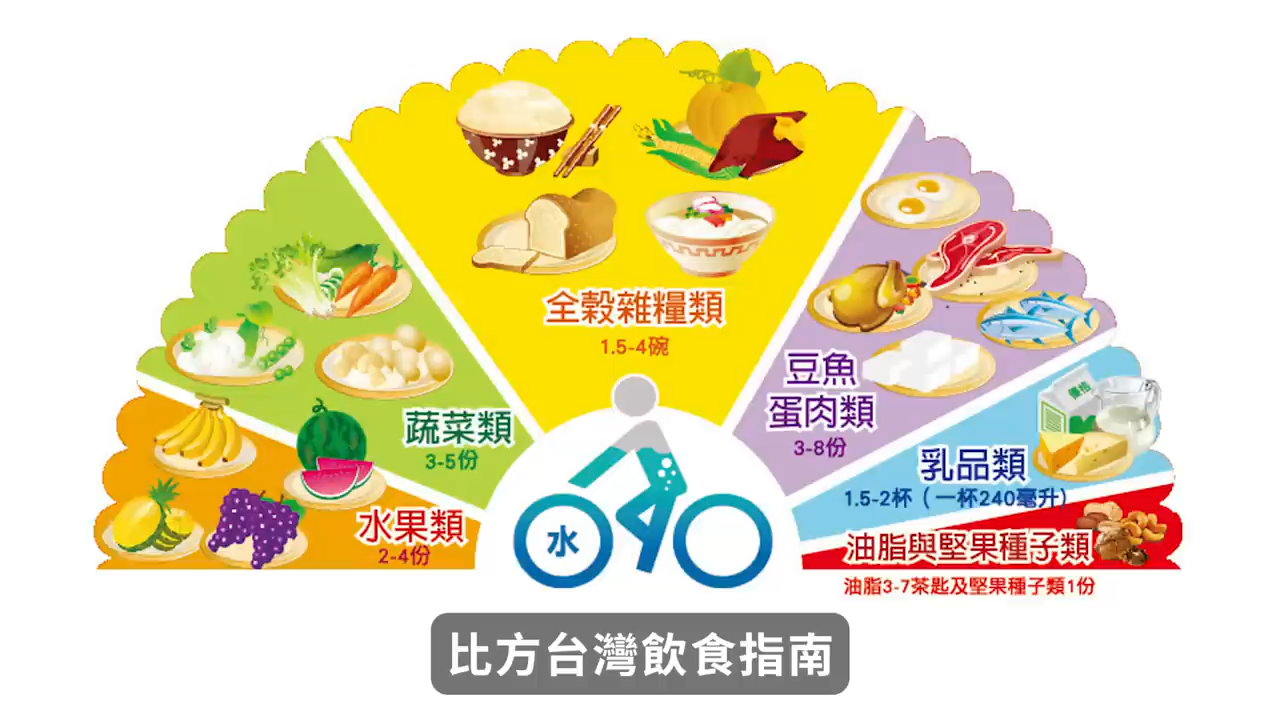 全穀雜糧類
1.5-4碗
豆魚
蛋肉類
3-8份
蔬菜類
3-5份
乳品類
1.5-2杯（一杯240毫升）
水果類
2-4份
水
油脂與堅果種子類
油脂3-7茶匙及堅果種子類1份
比方台灣飲食指南